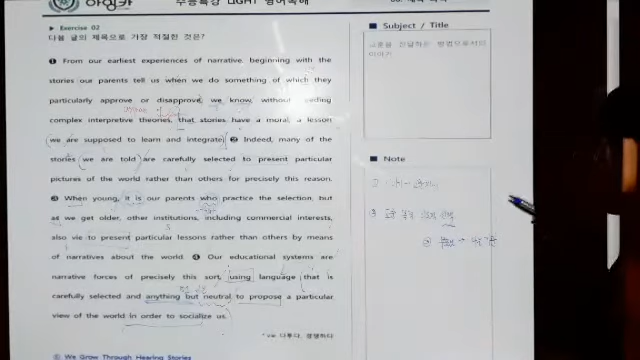 아잉카
수능특강 LIGHT 영어독해
▶ Exercise 02
다음 글의 제목으로 가장 적절한 것은?
❶ From our earliest experiences of narrative, beginning with the
stories our parents tell us when we do something of which they
particularly approve or disapprove, we know, without needing
complex interpretive theories, that stories have a moral, a lesson
we are supposed to learn and integrate. ❷ Indeed, many of the
stories we are told are carefully selected to present particular
pictures of the world rather than others for precisely this reason.
❸ When young, it is our parents who practice the selection, but
as we get older, other institutions, including commercial interests,
also vie to present particular lessons rather than others by means
of narratives about the world. ❹ Our educational systems are
narrative forces of precisely this sort, using language that is
carefully selected and anything but neutral to propose a particular
view of the world in order to socialize us.
* vie 다투다, 경쟁하다
We Grow Through Hearing Stories
■ Subject / Title
교훈을 전달하는 방법으로서의
이야기
■ Note